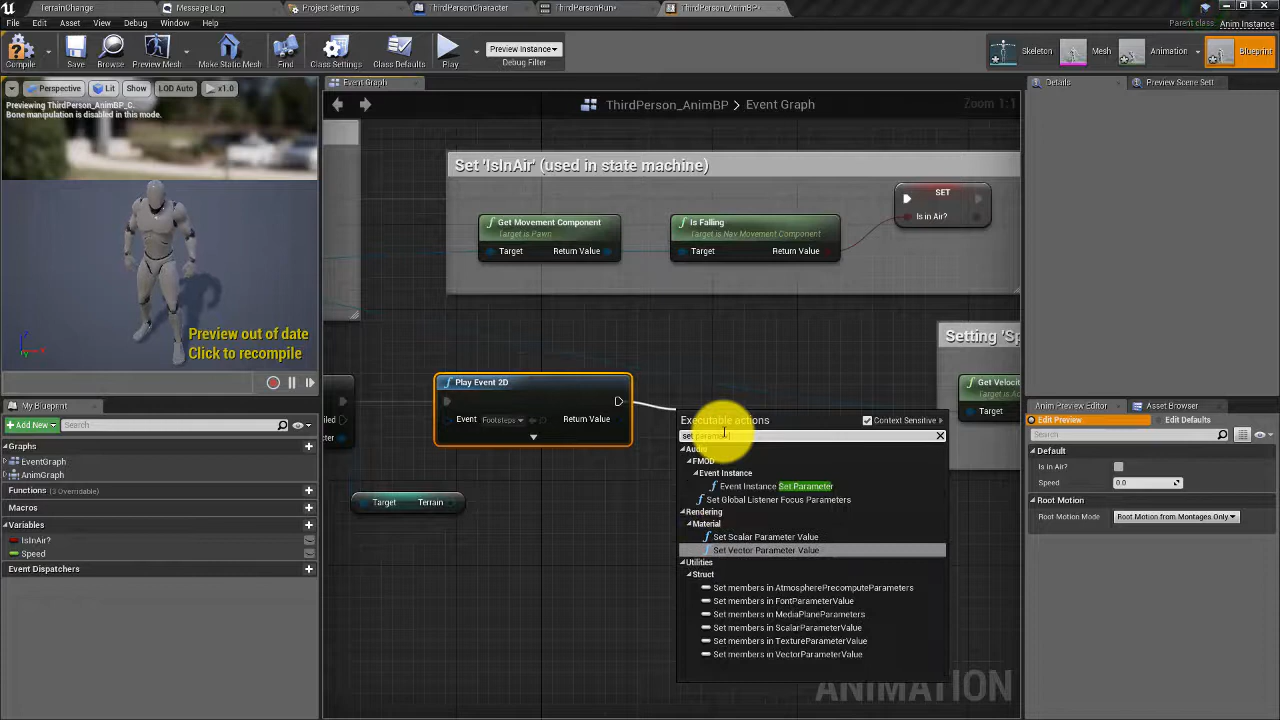 TerrainChange
Message Log
Project Settings
ThirdPersonCharacter
ThirdPersonRun*
ThirdPerson_AnimBP*
File Edit Asset View Debug Window Help
Parent class: Anim Instance
Compile
Save
Browse
Preview Mesh
Make Static Mesh
Find
Class Settings
Class Defaults
Play
Preview Instance
Debug Filter
Skeleton
Mesh
Animation
Blueprint
Perspective
Lit
Show
LOD Auto
x1.0
Previewing ThirdPerson_AnimBP_C.
Bone manipulation is disabled in this mode.
Preview out of date
Click to recompile
Event Graph
ThirdPerson_AnimBP > Event Graph
Zoom 1:1
Set 'IsInAir' (used in state machine)
Get Movement Component
Target is Pawn
Target Return Value
Is Falling
Target is Nav Movement Component
Target Return Value
SET
Is in Air?
Play Event 2D
Event Footsteps Return Value
Target Terrain
Setting 'Sp
Get Velocit
Target is Ac
Target
Executable actions
Context Sensitive
Audio
FMOD
Event Instance
Event Instance Set Parameter
Set Global Listener Focus Parameters
Rendering
Material
Set Scalar Parameter Value
Set Vector Parameter Value
Utilities
Struct
Set members in AtmospherePrecomputeParameters
Set members in FontParameterValue
Set members in MediaPlaneParameters
Set members in ScalarParameterValue
Set members in TextureParameterValue
Set members in VectorParameterValue
ANIMATION
My Blueprint
Add New
Search
Graphs
EventGraph
AnimGraph
Functions (3 Overridable)
Macros
Variables
IsInAir?
Speed
Event Dispatchers
Details
Preview Scene Sett
Anim Preview Editor
Asset Browser
Edit Preview
Edit Defaults
Search
Default
Is in Air?
Speed 0.0
Root Motion
Root Motion Mode Root Motion from Montages Only